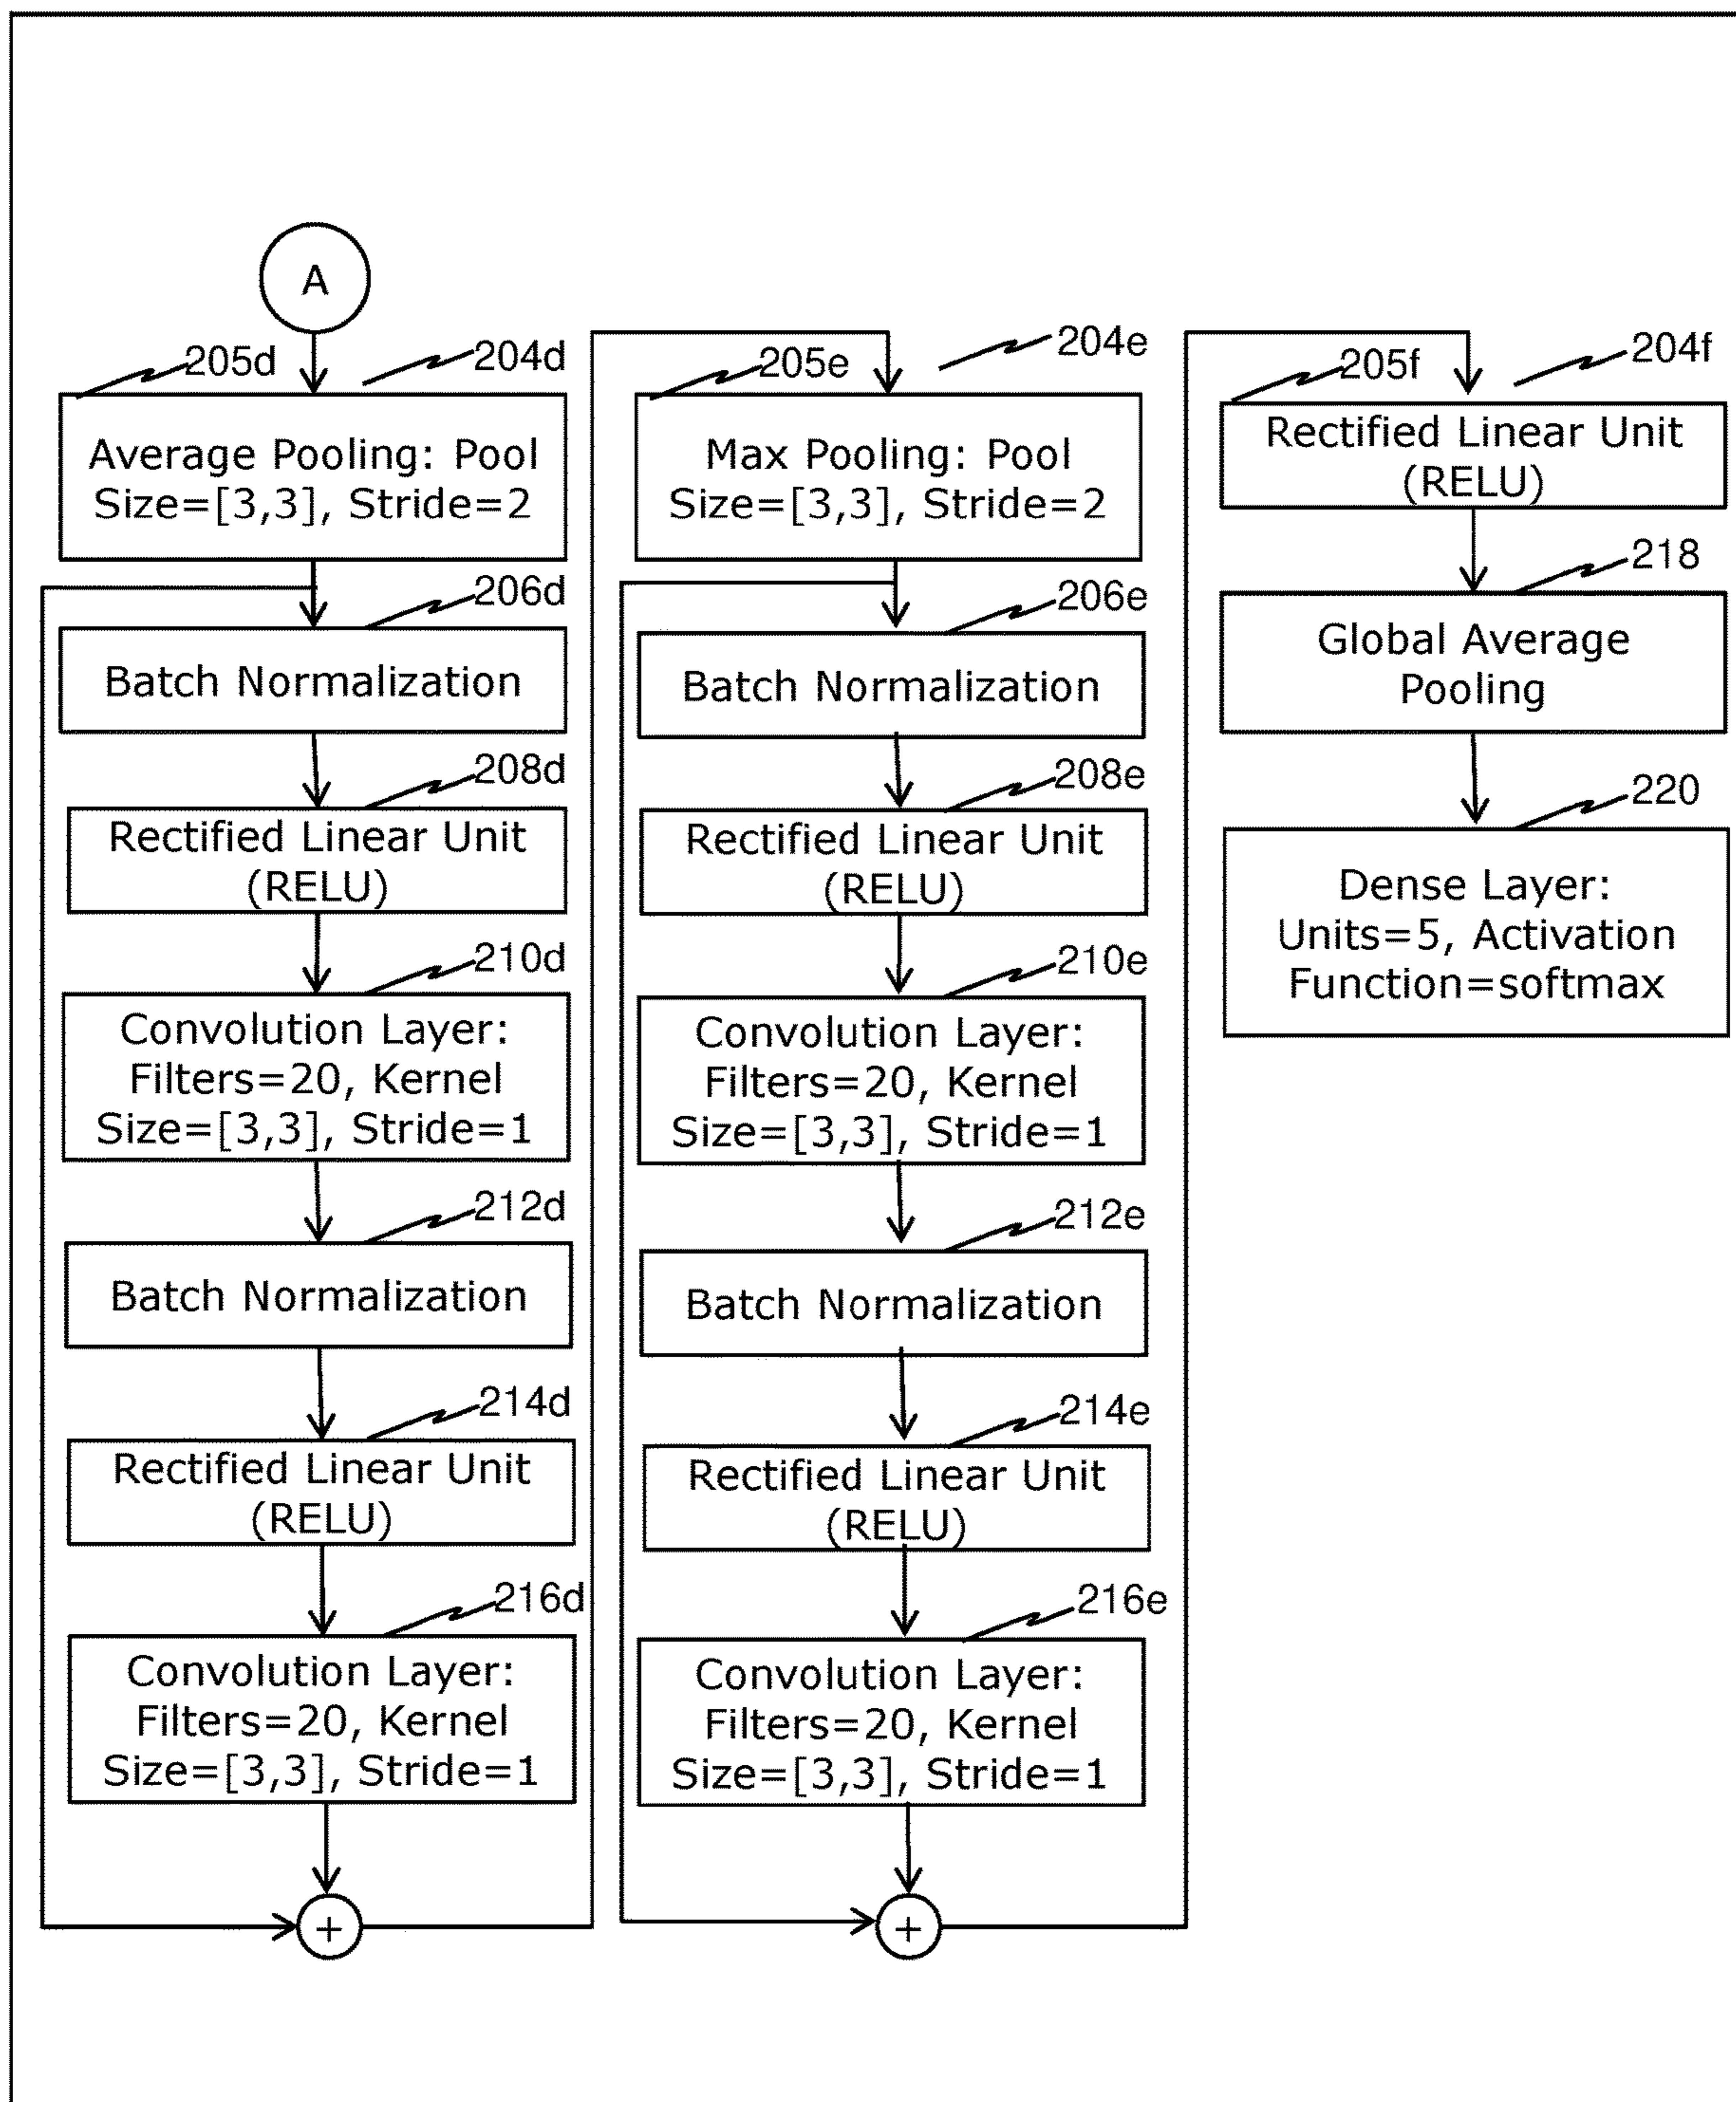 A
205d
204d
Average Pooling: Pool
Size=[3,3], Stride=2
206d
Batch Normalization
208d
Rectified Linear Unit
(RELU)
210d
Convolution Layer:
Filters=20, Kernel
Size=[3,3], Stride=1
212d
Batch Normalization
214d
Rectified Linear Unit
(RELU)
216d
Convolution Layer:
Filters=20, Kernel
Size=[3,3], Stride=1
+
205e
204e
Max Pooling: Pool
Size=[3,3], Stride=2
206e
Batch Normalization
208e
Rectified Linear Unit
(RELU)
210e
Convolution Layer:
Filters=20, Kernel
Size=[3,3], Stride=1
212e
Batch Normalization
214e
Rectified Linear Unit
(RELU)
216e
Convolution Layer:
Filters=20, Kernel
Size=[3,3], Stride=1
+
205f
204f
Rectified Linear Unit
(RELU)
218
Global Average
Pooling
220
Dense Layer:
Units=5, Activation
Function=softmax